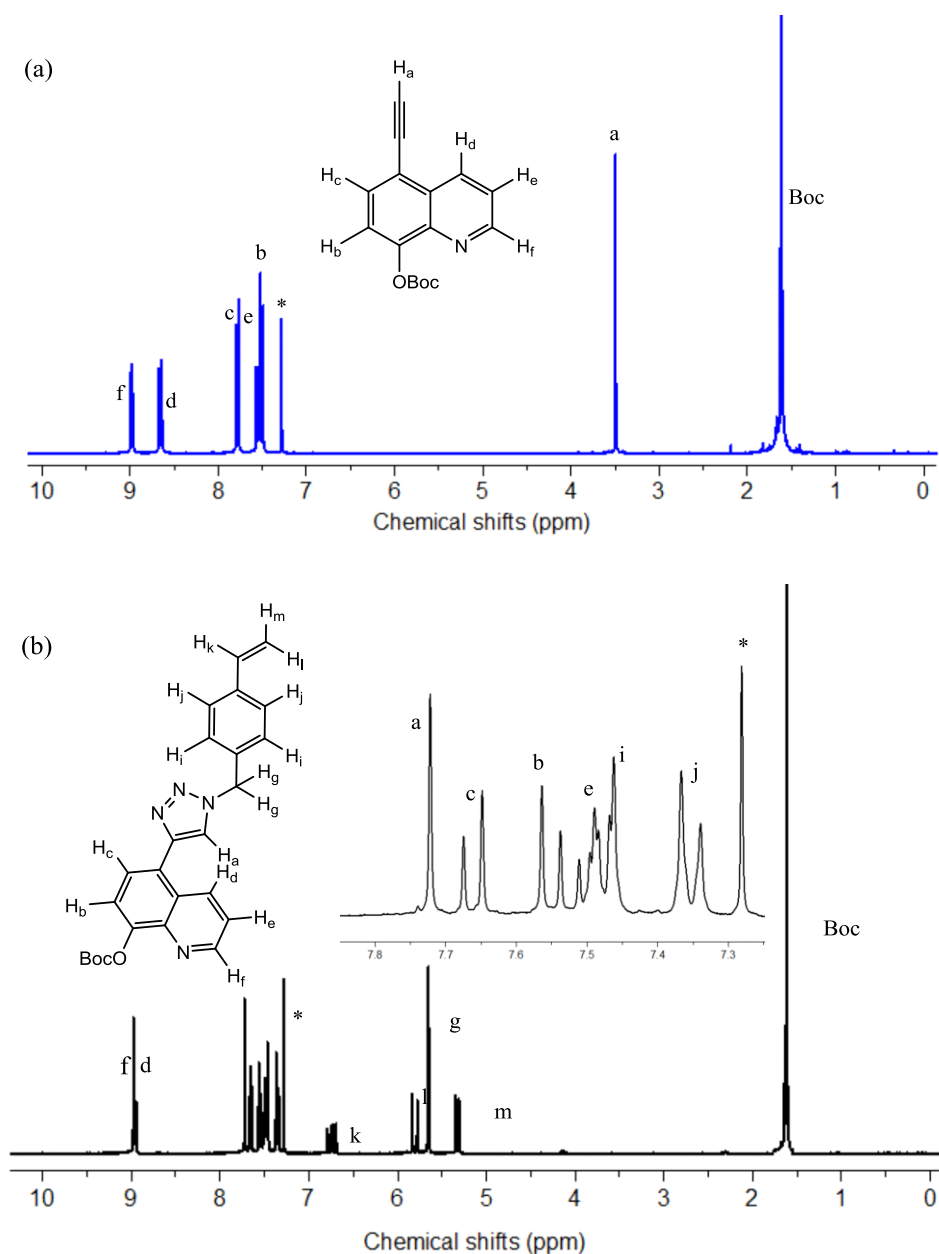 (a)
Ha
Hd
Hc
He
Hb
N
Hf
OBoc
a
Boc
b
*
c
e
f
d
10 9 8 7 6 5 4 3 2 1 0
Chemical shifts (ppm)
(b)
Hm
Hk
Hl
Hj Hj
Hi Hi
Hg
N
N N Hg
Ha
Hc Hd
Hb He
BocO N
Hf
*
a
i
b j
c
e
7.8 7.7 7.6 7.5 7.4 7.3
Boc
*
g
f d
l
m
k
10 9 8 7 6 5 4 3 2 1 0
Chemical shifts (ppm)